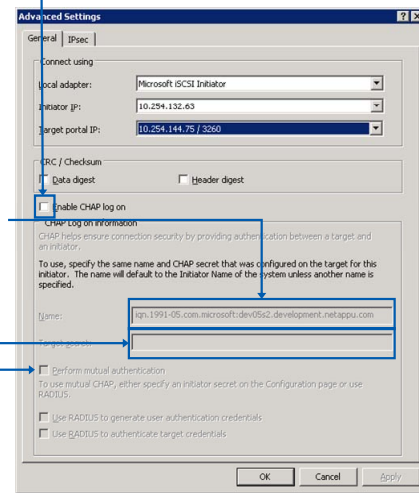 Advanced Settings
General IPsec
Connect using
Local adapter: Microsoft iSCSI Initiator
Initiator IP: 10.254.132.63
Target portal IP: 10.254.144.75 / 3260
CRC / Checksum
Data digest Header digest
Enable CHAP log on
CHAP Log on information
CHAP helps ensure connection security by providing authentication between a target and
an initiator.
To use, specify the same name and CHAP secret that was configured on the target for this
initiator. The name will default to the Initiator Name of the system unless another name is
specified.
Name: iqn.1991-05.com.microsoft:dev05s2.development.netappu.com
Target secret:
Perform mutual authentication
To use mutual CHAP, either specify an initiator secret on the Configuration page or use
RADIUS.
Use RADIUS to generate user authentication credentials
Use RADIUS to authenticate target credentials
OK Cancel Apply